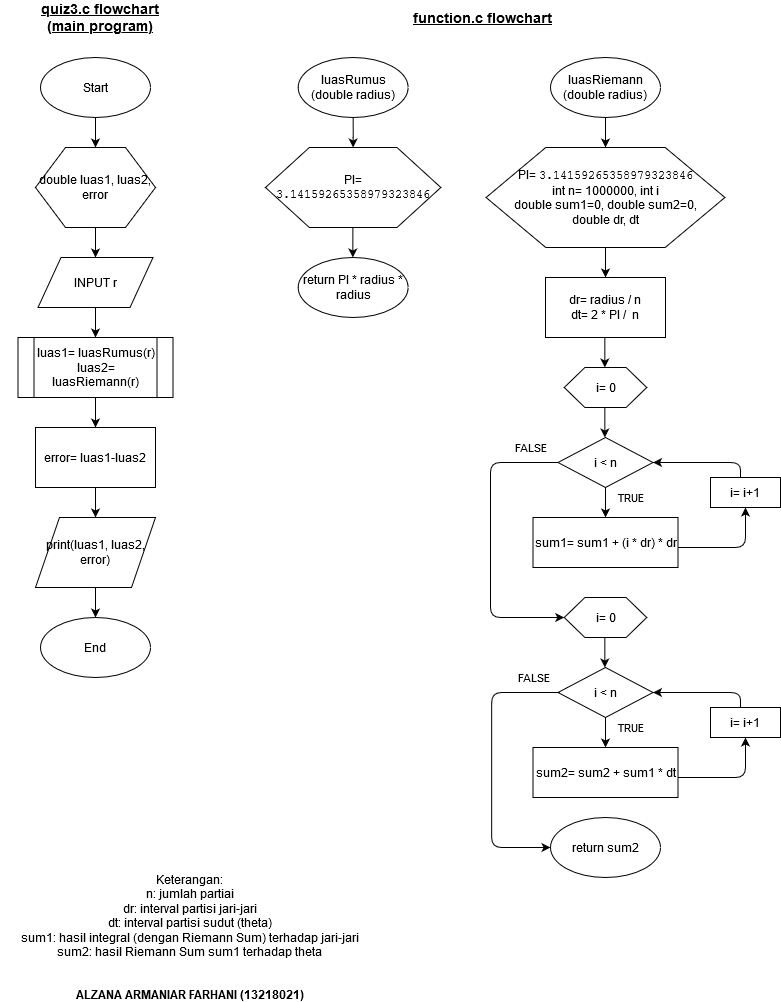 quiz3.c flowchart
(main program)
Start
double luas1, luas2,
error
INPUT r
luas1= luasRumus(r)
luas2=
luasRiemann(r)
error= luas1-luas2
print(luas1, luas2,
error)
End
function.c flowchart
luasRumus
(double radius)
PI=
3.14159265358979323846
return PI * radius *
radius
luasRiemann
(double radius)
PI= 3.14159265358979323846
int n= 1000000, int i
double sum1=0, double sum2=0,
double dr, dt
dr= radius / n
dt= 2 * PI / n
i= 0
i < n
FALSE
TRUE
i= i+1
sum1= sum1 + (i * dr) * dr
i= 0
i < n
FALSE
TRUE
i= i+1
sum2= sum2 + sum1 * dt
return sum2
Keterangan:
n: jumlah partiai
dr: interval partisi jari-jari
dt: interval partisi sudut (theta)
sum1: hasil integral (dengan Riemann Sum) terhadap jari-jari
sum2: hasil Riemann Sum sum1 terhadap theta
ALZANA ARMANIAR FARHANI (13218021)